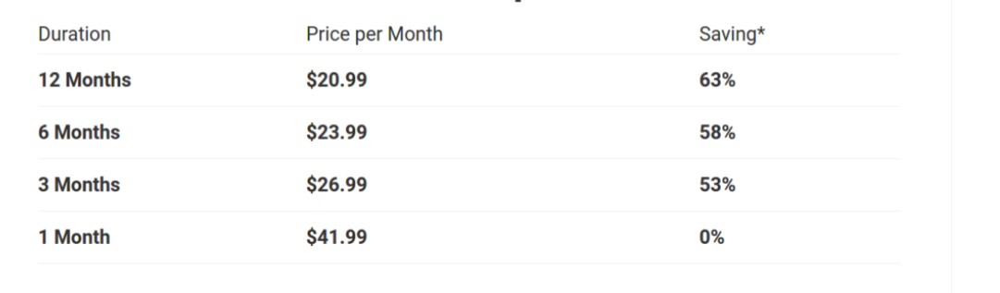 Duration Price per Month Saving*
12 Months $20.99 63%
6 Months $23.99 58%
3 Months $26.99 53%
1 Month $41.99 0%